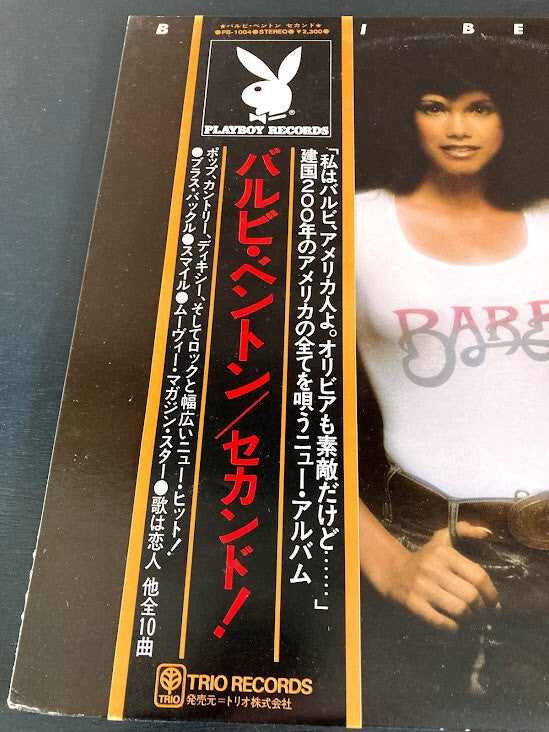 ★バルビ・ベントン セカンド★
●PB-1004●STEREO●¥2,300●
B I BE
®
PLAYBOY RECORDS
「私はバルビ、アメリカ人よ。オリビアも素敵だけど……」
建国200年のアメリカの全てを唄うニュー・アルバム
バルビ・ベントン/セカンド!
ポップ、カントリー、ディキシー、そしてロックと幅広いニュー・ヒット!
●ブラス・バックル●スマイル●ムーヴィー・マガジン・スター●歌は恋人 他全10曲
BARB
TRIO
TRIO RECORDS
発売元=トリオ株式会社